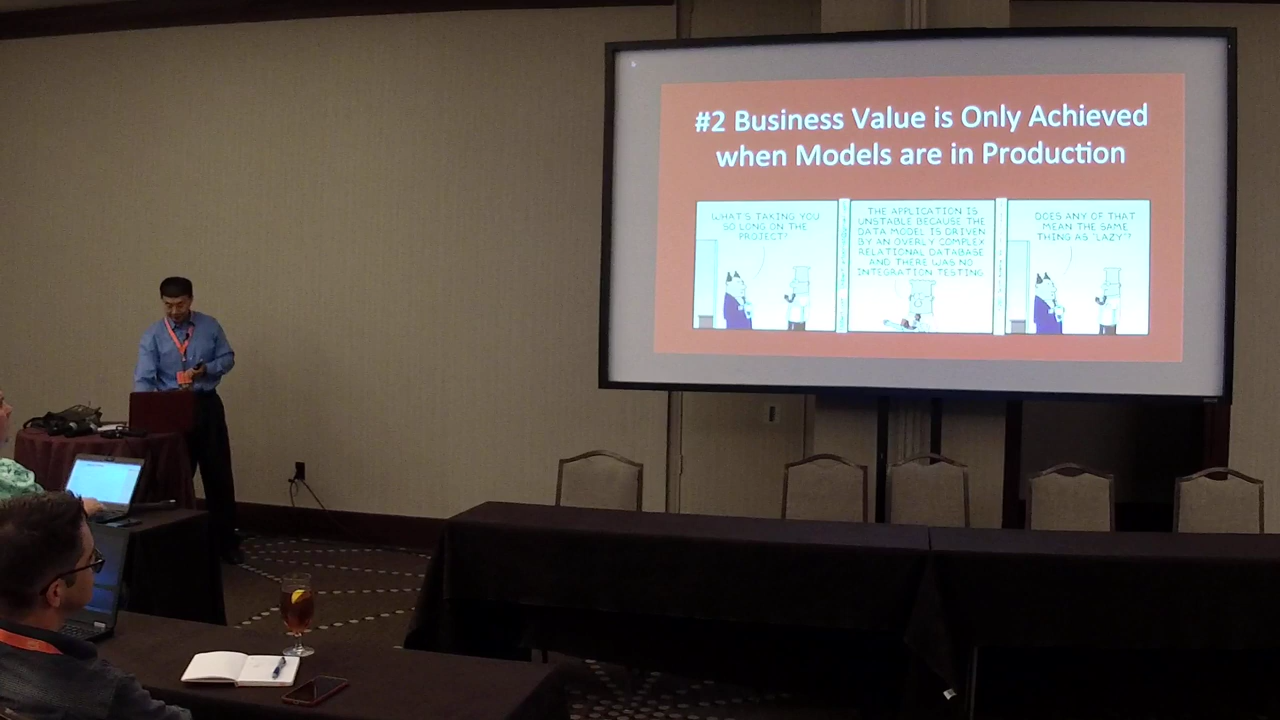 #2 Business Value is Only Achieved
when Models are in Production
WHAT'S TAKING YOU
SO LONG ON THE
PROJECT?
THE APPLICATION IS
UNSTABLE BECAUSE THE
DATA MODEL IS DRIVEN
BY AN OVERLY COMPLEX
RELATIONAL DATABASE
AND THERE WAS NO
INTEGRATION TESTING
DOES ANY OF THAT
MEAN THE SAME
THING AS "LAZY"?